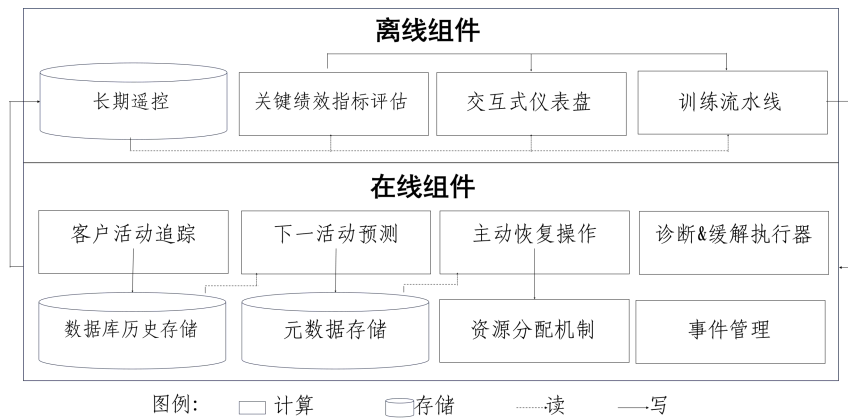 离线组件
长期遥控
关键绩效指标评估
交互式仪表盘
训练流水线
在线组件
客户活动追踪
下一活动预测
主动恢复操作
诊断&缓解执行器
数据库历史存储
元数据存储
资源分配机制
事件管理
图例: 计算 存储 读 写